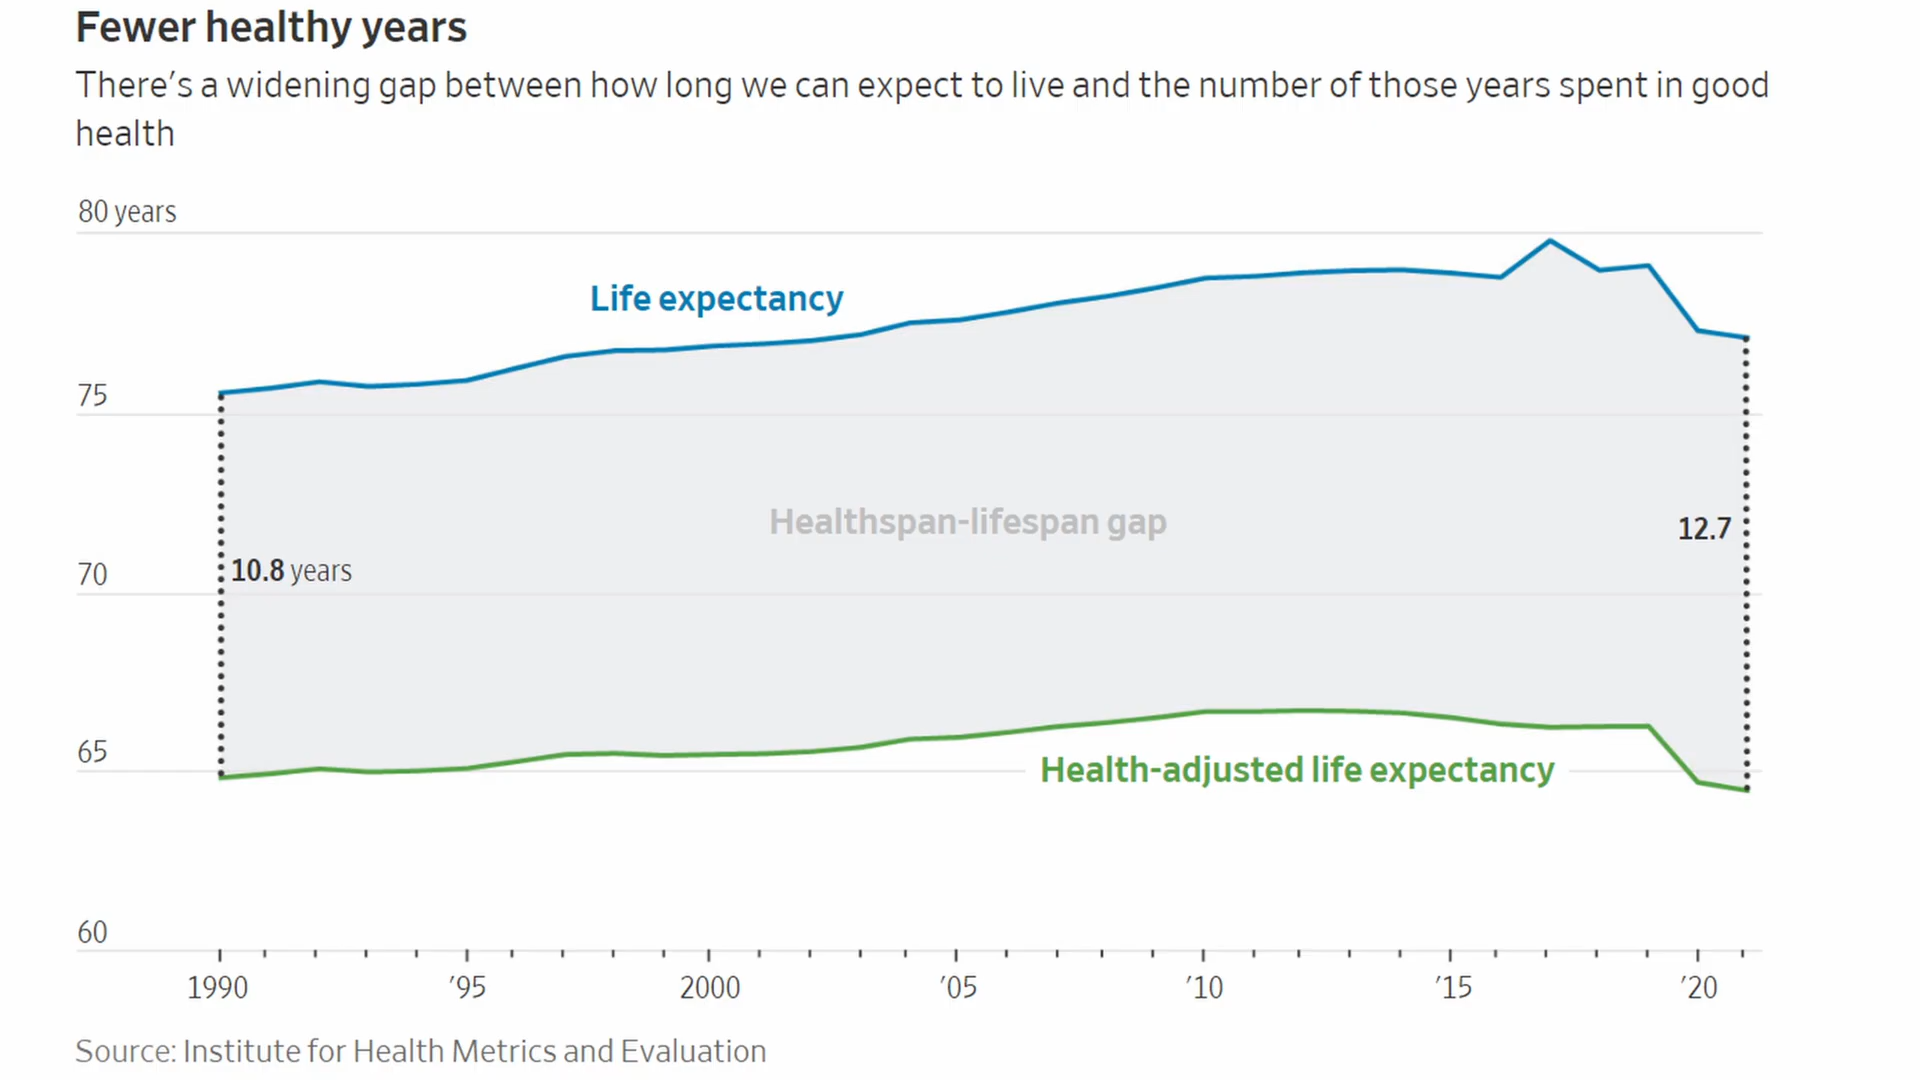 Fewer healthy years
There’s a widening gap between how long we can expect to live and the number of those years spent in good
health
80 years
Life expectancy
75
Healthspan-lifespan gap
12.7
70
10.8 years
65
Health-adjusted life expectancy
60
1990 ’95 2000 ’05 ’10 ’15 ’20
Source: Institute for Health Metrics and Evaluation